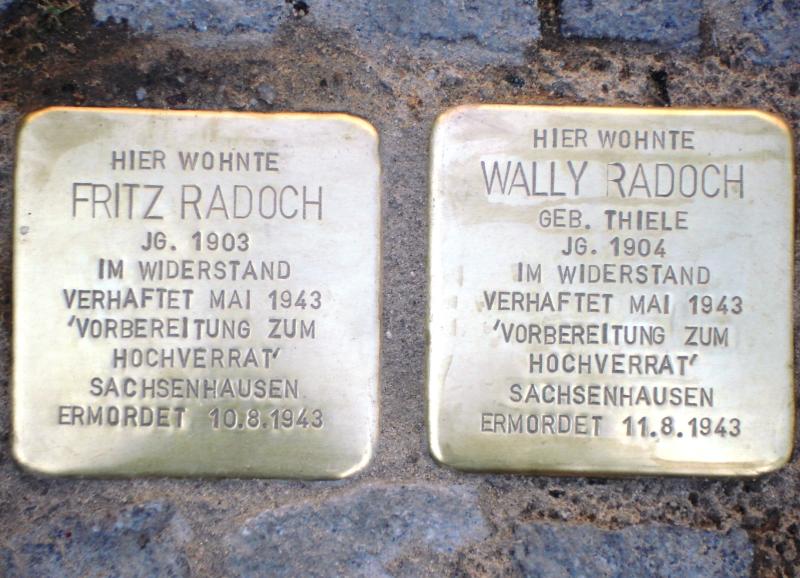 HIER WOHNTE
FRITZ RADOCH
JG. 1903
IM WIDERSTAND
VERHAFTET MAI 1943
'VORBEREITUNG ZUM
HOCHVERRAT'
SACHSENHAUSEN
ERMORDET 10.8.1943
HIER WOHNTE
WALLY RADOCH
GEB. THIELE
JG. 1904
IM WIDERSTAND
VERHAFTET MAI 1943
'VORBEREITUNG ZUM
HOCHVERRAT'
SACHSENHAUSEN
ERMORDET 11.8.1943